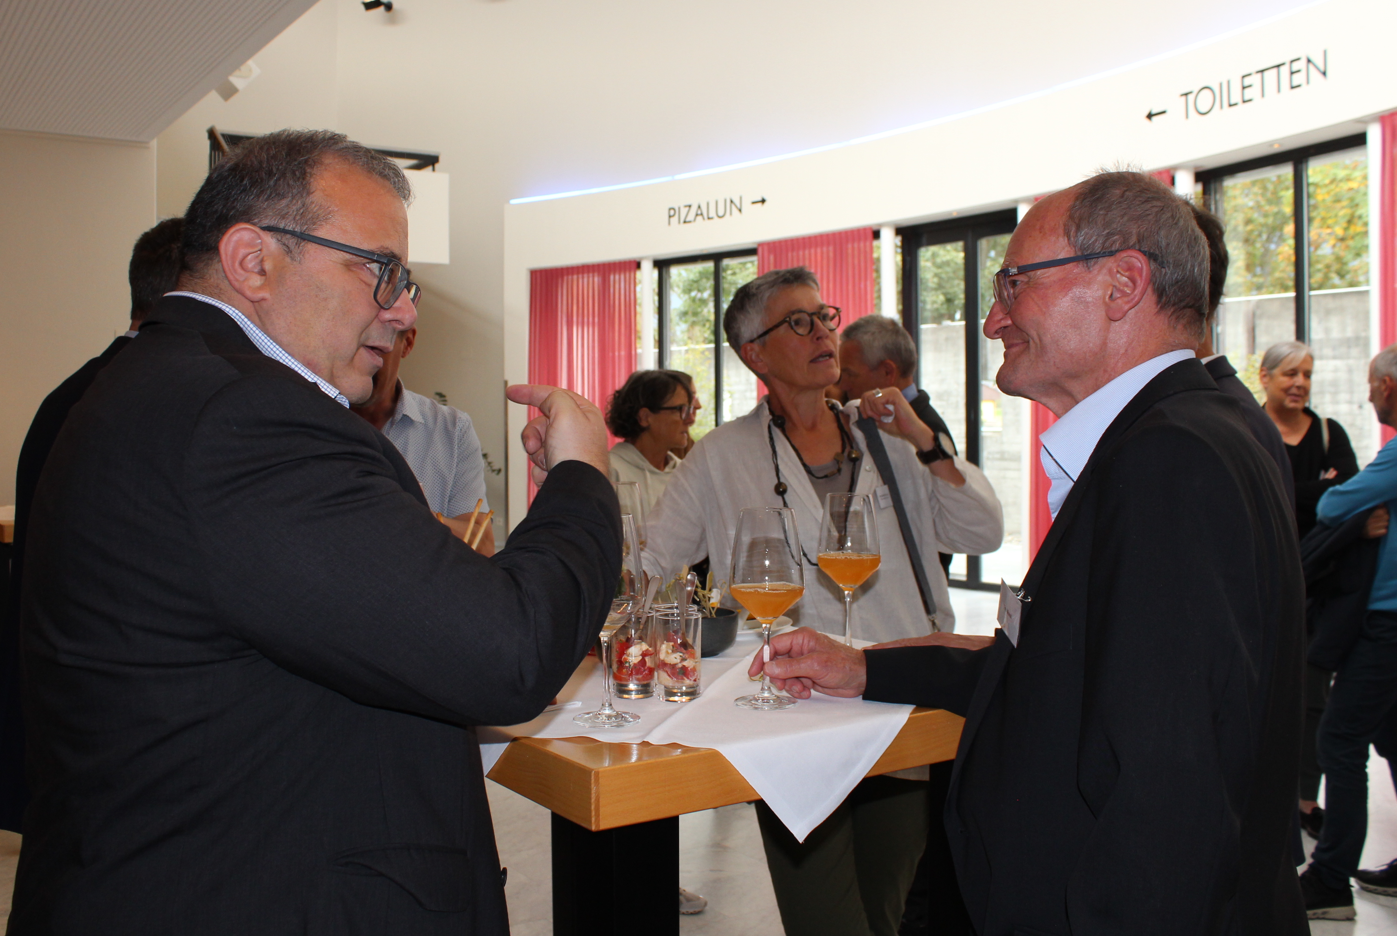 ← TOILETTEN
PIZALUN →